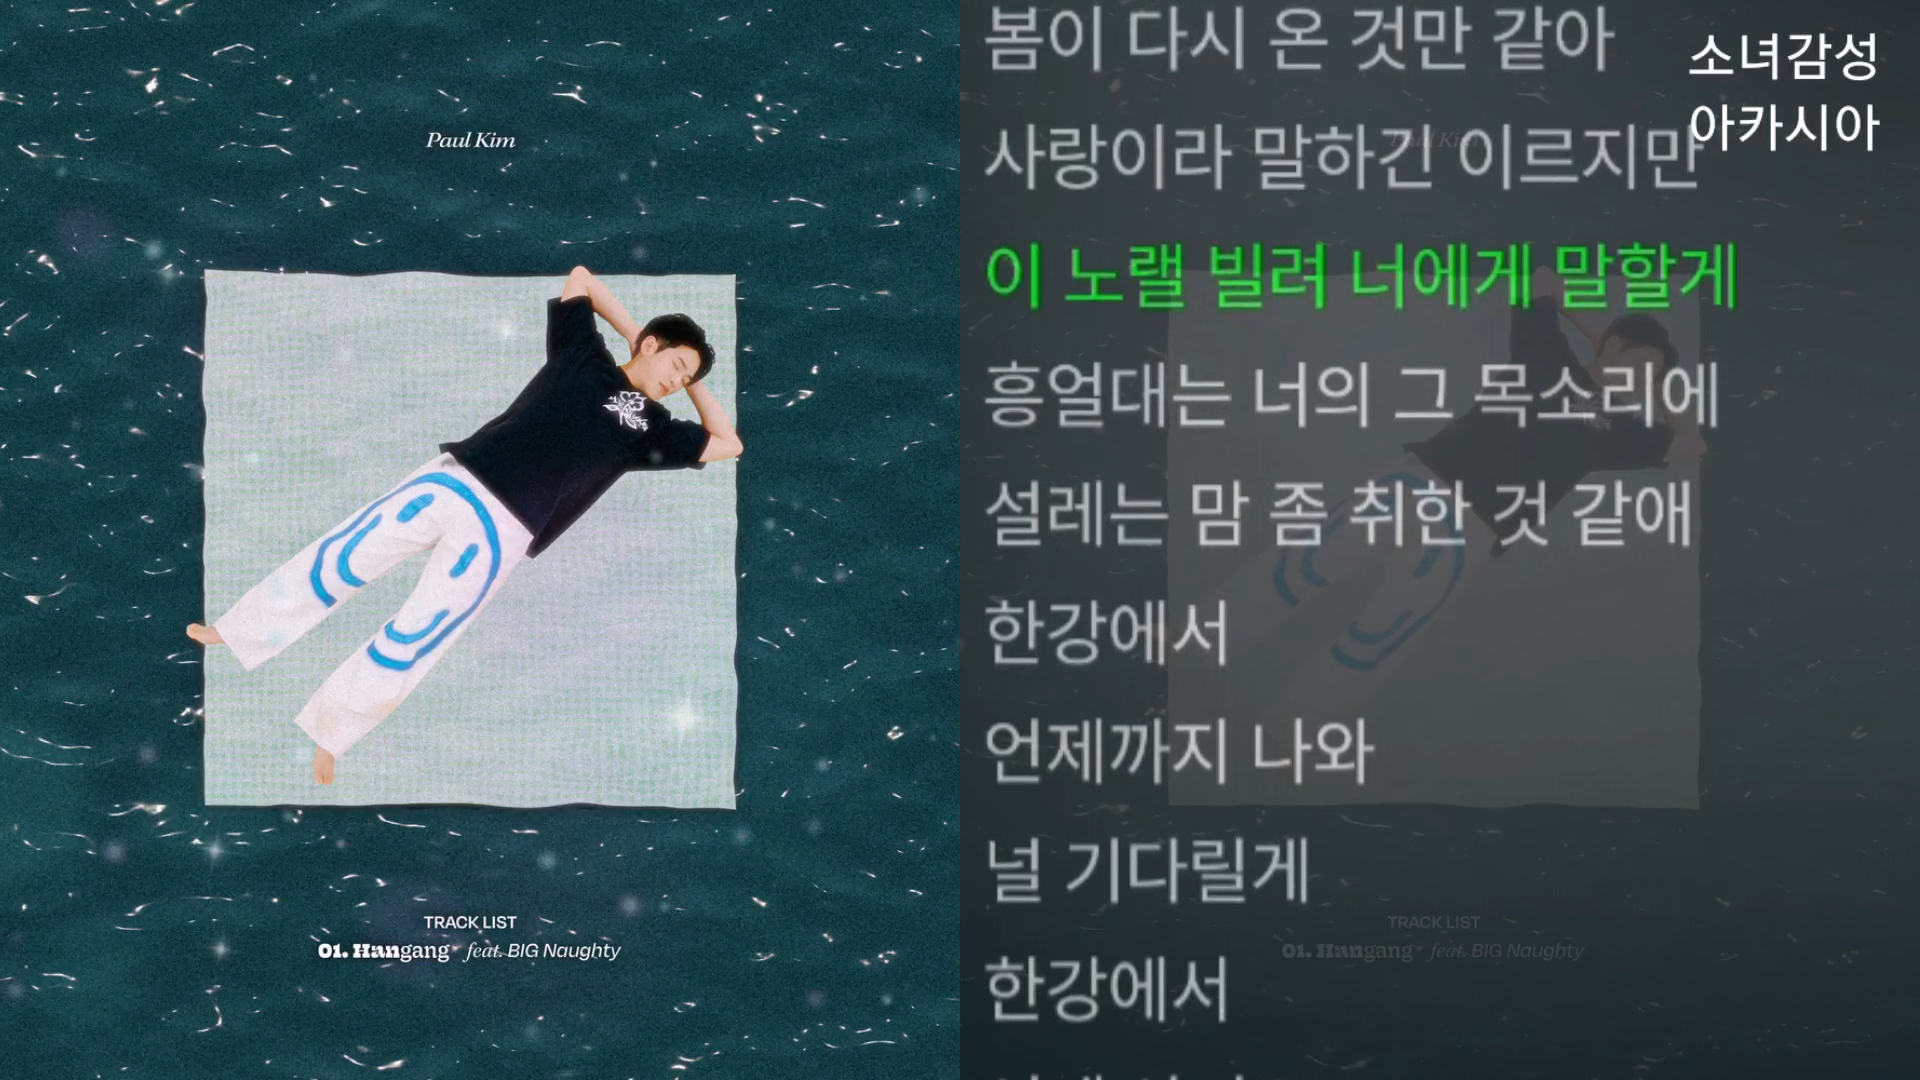 Paul Kim
TRACK LIST
01. Hangang feat. BIG Naughty
소녀감성
아카시아
봄이 다시 온 것만 같아
사랑이라 말하긴 이르지만
이 노랠 빌려 너에게 말할게
흥얼대는 너의 그 목소리에
설레는 맘 좀 취한 것 같애
한강에서
언제까지 나와
널 기다릴게
한강에서
Paul Kim
TRACK LIST
01. Hangang feat. BIG Naughty